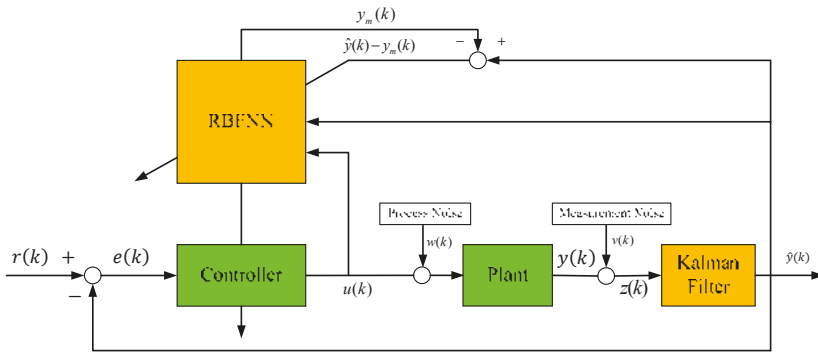 y_m(k)
− +
ŷ(k)−y_m(k)
RBFNN
Process Noise
Measurement Noise
w(k)
v(k)
r(k) +
e(k)
Controller
Plant
y(k)
Kalman
Filter
ŷ(k)
−
u(k)
z(k)